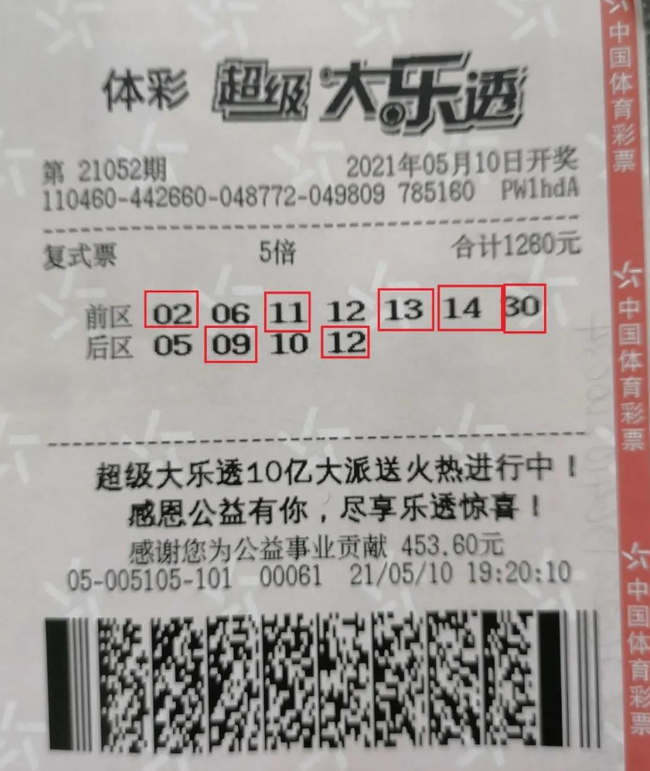 体彩 超级大乐透
第 21052期 2021年05月10日开奖
110460-442660-048772-049809 785160 PW1hdA
复式票 5倍 合计1260元
前区 02 06 11 12 13 14 30
后区 05 09 10 12
超级大乐透10亿大派送火热进行中！
感恩公益有你，尽享乐透惊喜！
感谢您为公益事业贡献 453.60元
05-005105-101 00061 21/05/10 19:20:10
中国体育彩票
中国体育彩票
中国体育彩票